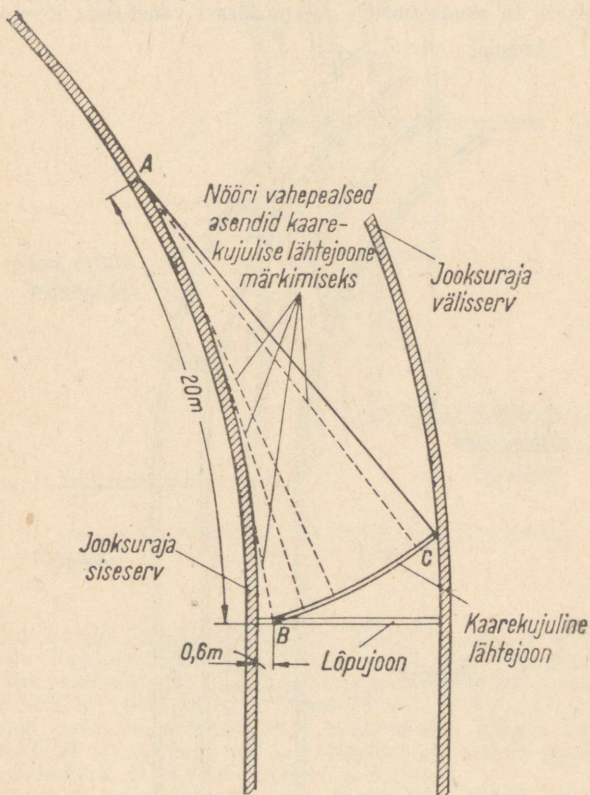 A
Nööri vahepealsed
asendid kaare-
kujulise lähtejoone
märkimiseks
Jooksuraja
välisserv
20m
Jooksuraja
siseserv
C
B
Kaarekujuline
lähtejoon
0,6m
Lõpujoon